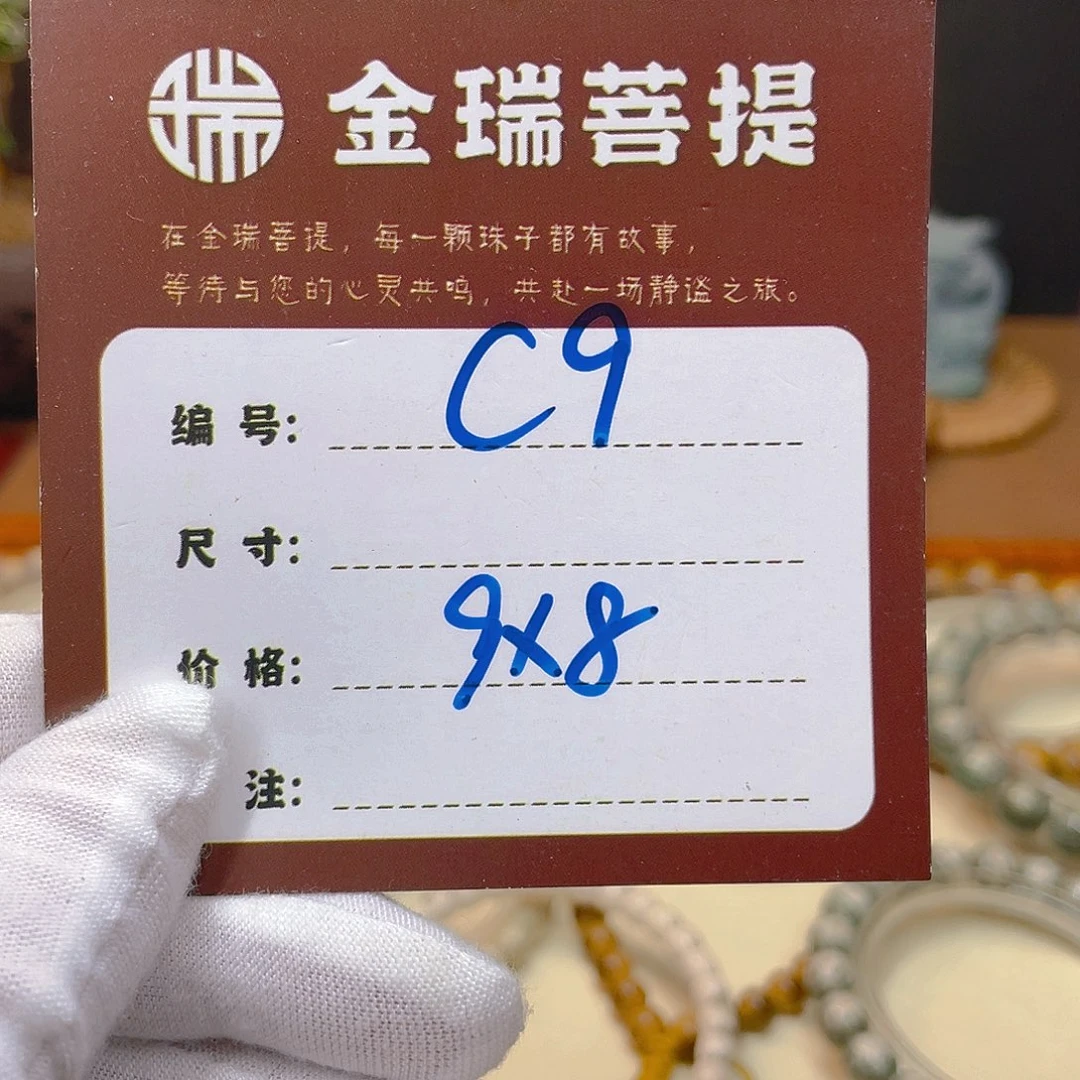 瑞 金瑞菩提
在金瑞菩提，每一颗珠子都有故事，
等待与您的心灵共鸣，共赴一场静谧之旅。
编 号： C9
尺 寸：
价 格： 9x8
注：